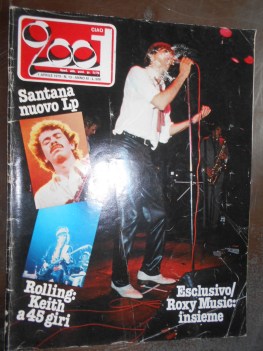 CIAO
2001
Santana
nuovo Lp
Rolling:
Keith
a 45 giri
Esclusivo/
Roxy Music:
insieme